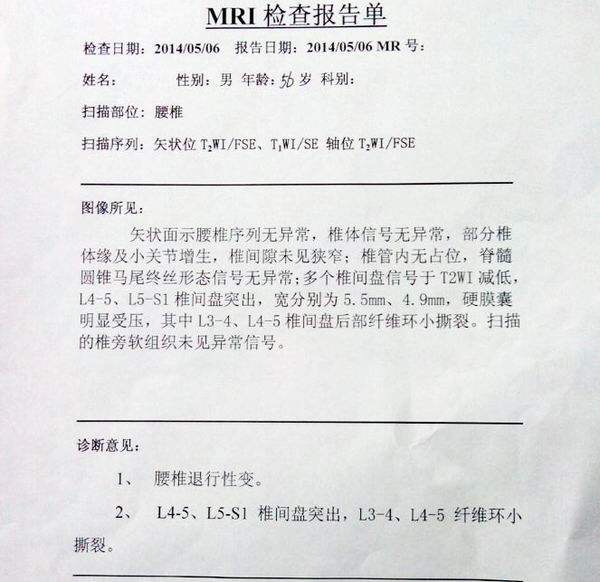 MRI 检查报告单
检查日期：2014/05/06 报告日期：2014/05/06 MR 号：
姓名： 性别：男 年龄：56岁 科别：
扫描部位: 腰椎
扫描序列：矢状位 T₂WI/FSE、T₁WI/SE 轴位 T₂WI/FSE
图像所见：
矢状面示腰椎序列无异常，椎体信号无异常，部分椎
体缘及小关节增生，椎间隙未见狭窄；椎管内无占位，脊髓
圆锥马尾终丝形态信号无异常；多个椎间盘信号于 T2WI 减低，
L4-5、L5-S1 椎间盘突出，宽分别为 5.5mm、4.9mm，硬膜囊
明显受压，其中 L3-4、L4-5 椎间盘后部纤维环小撕裂。扫描
的椎旁软组织未见异常信号。
诊断意见：
1、 腰椎退行性变。
2、 L4-5、L5-S1 椎间盘突出，L3-4、L4-5 纤维环小
撕裂。